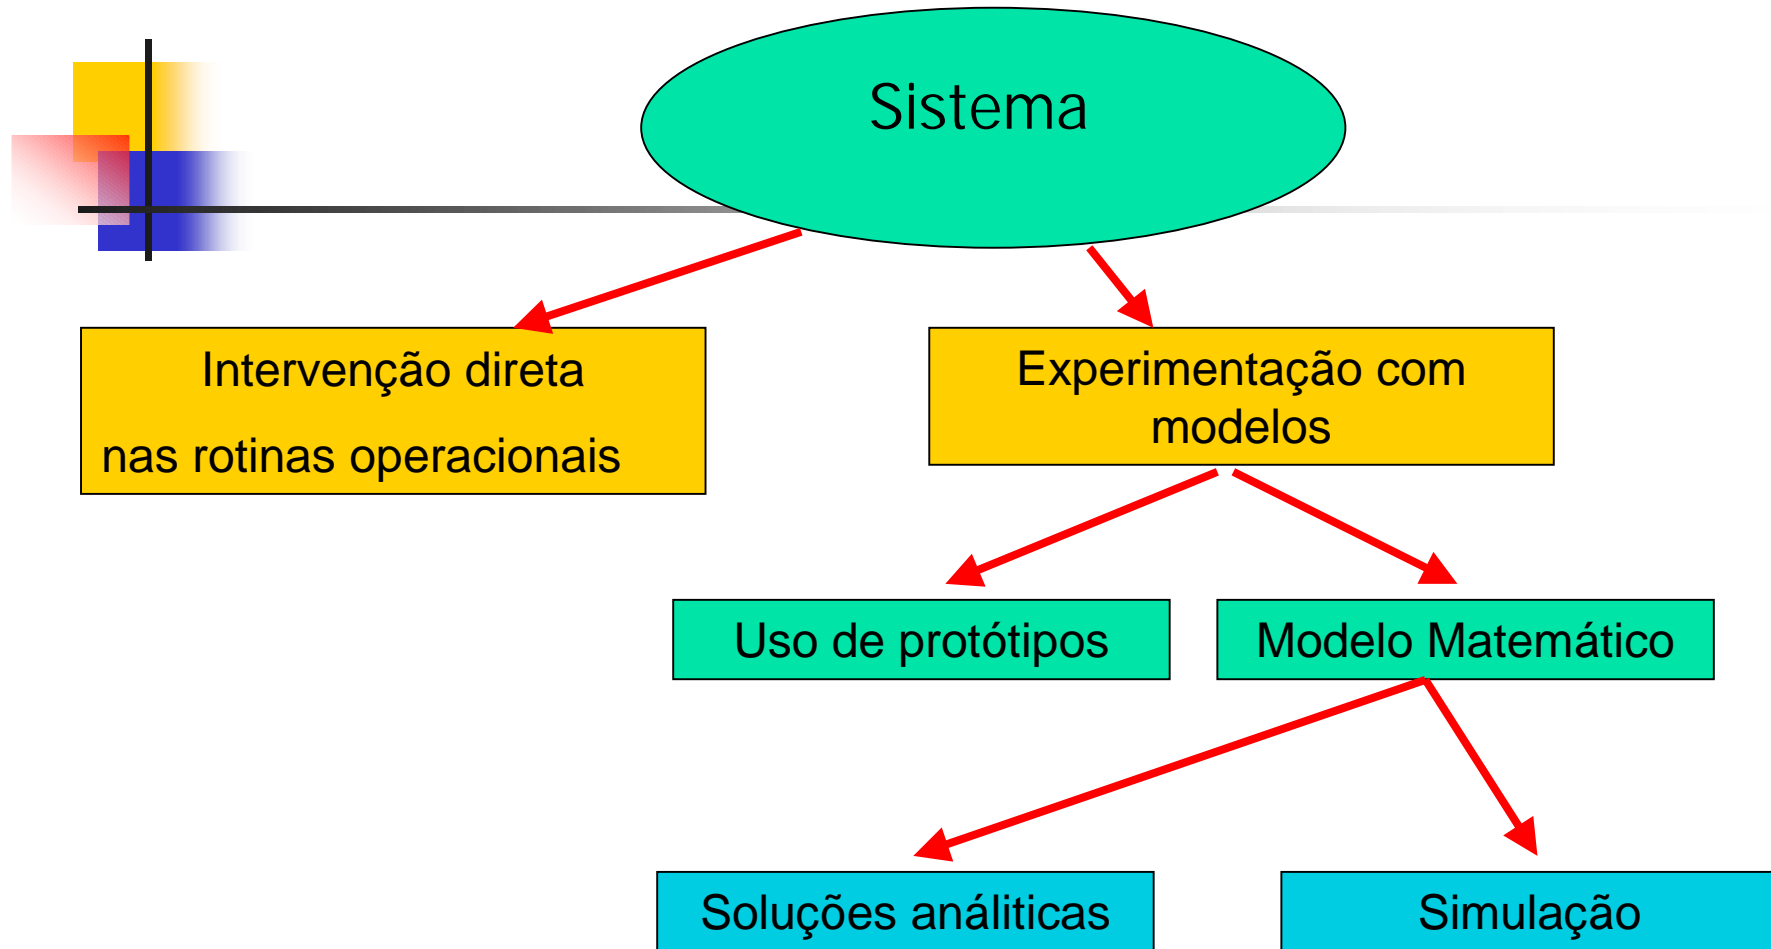 Sistema
Intervenção direta
nas rotinas operacionais
Experimentação com
modelos
Uso de protótipos
Modelo Matemático
Soluções análiticas
Simulação